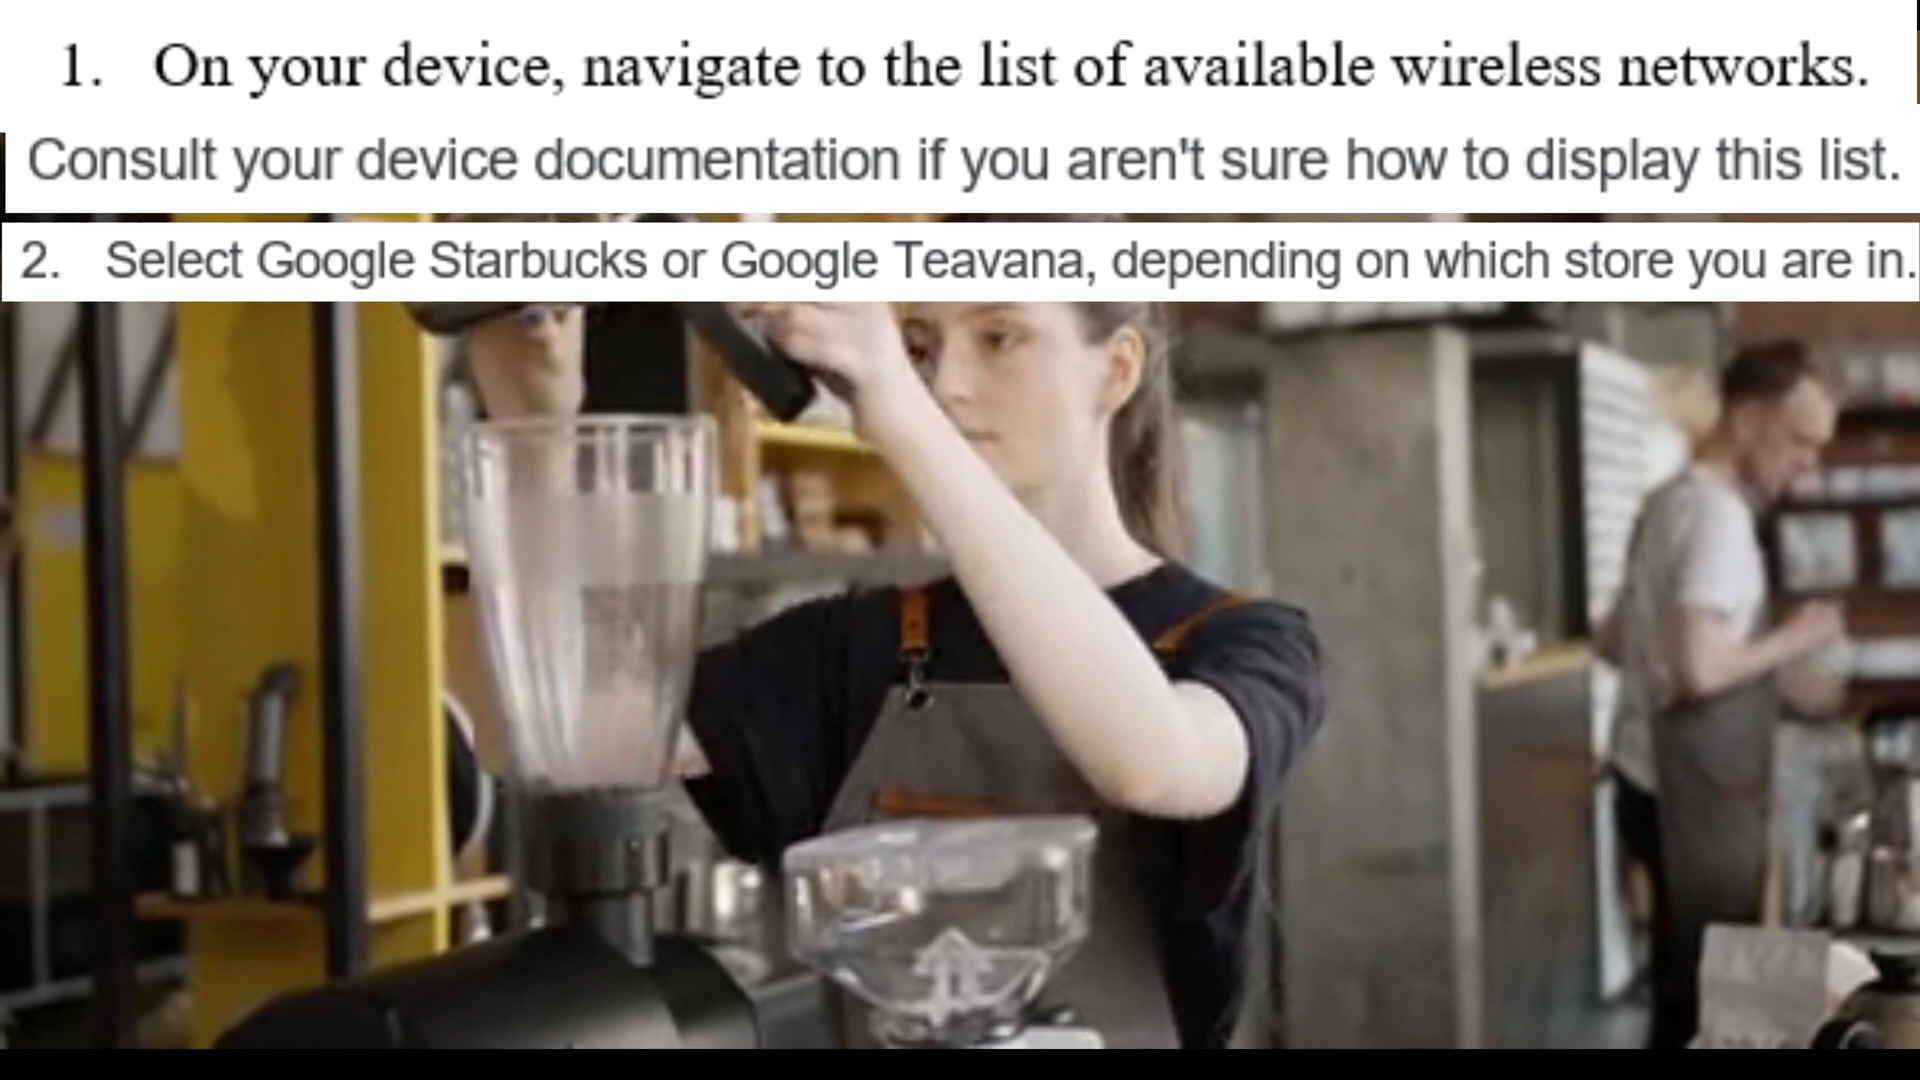 1. On your device, navigate to the list of available wireless networks.
Consult your device documentation if you aren't sure how to display this list.
2. Select Google Starbucks or Google Teavana, depending on which store you are in.